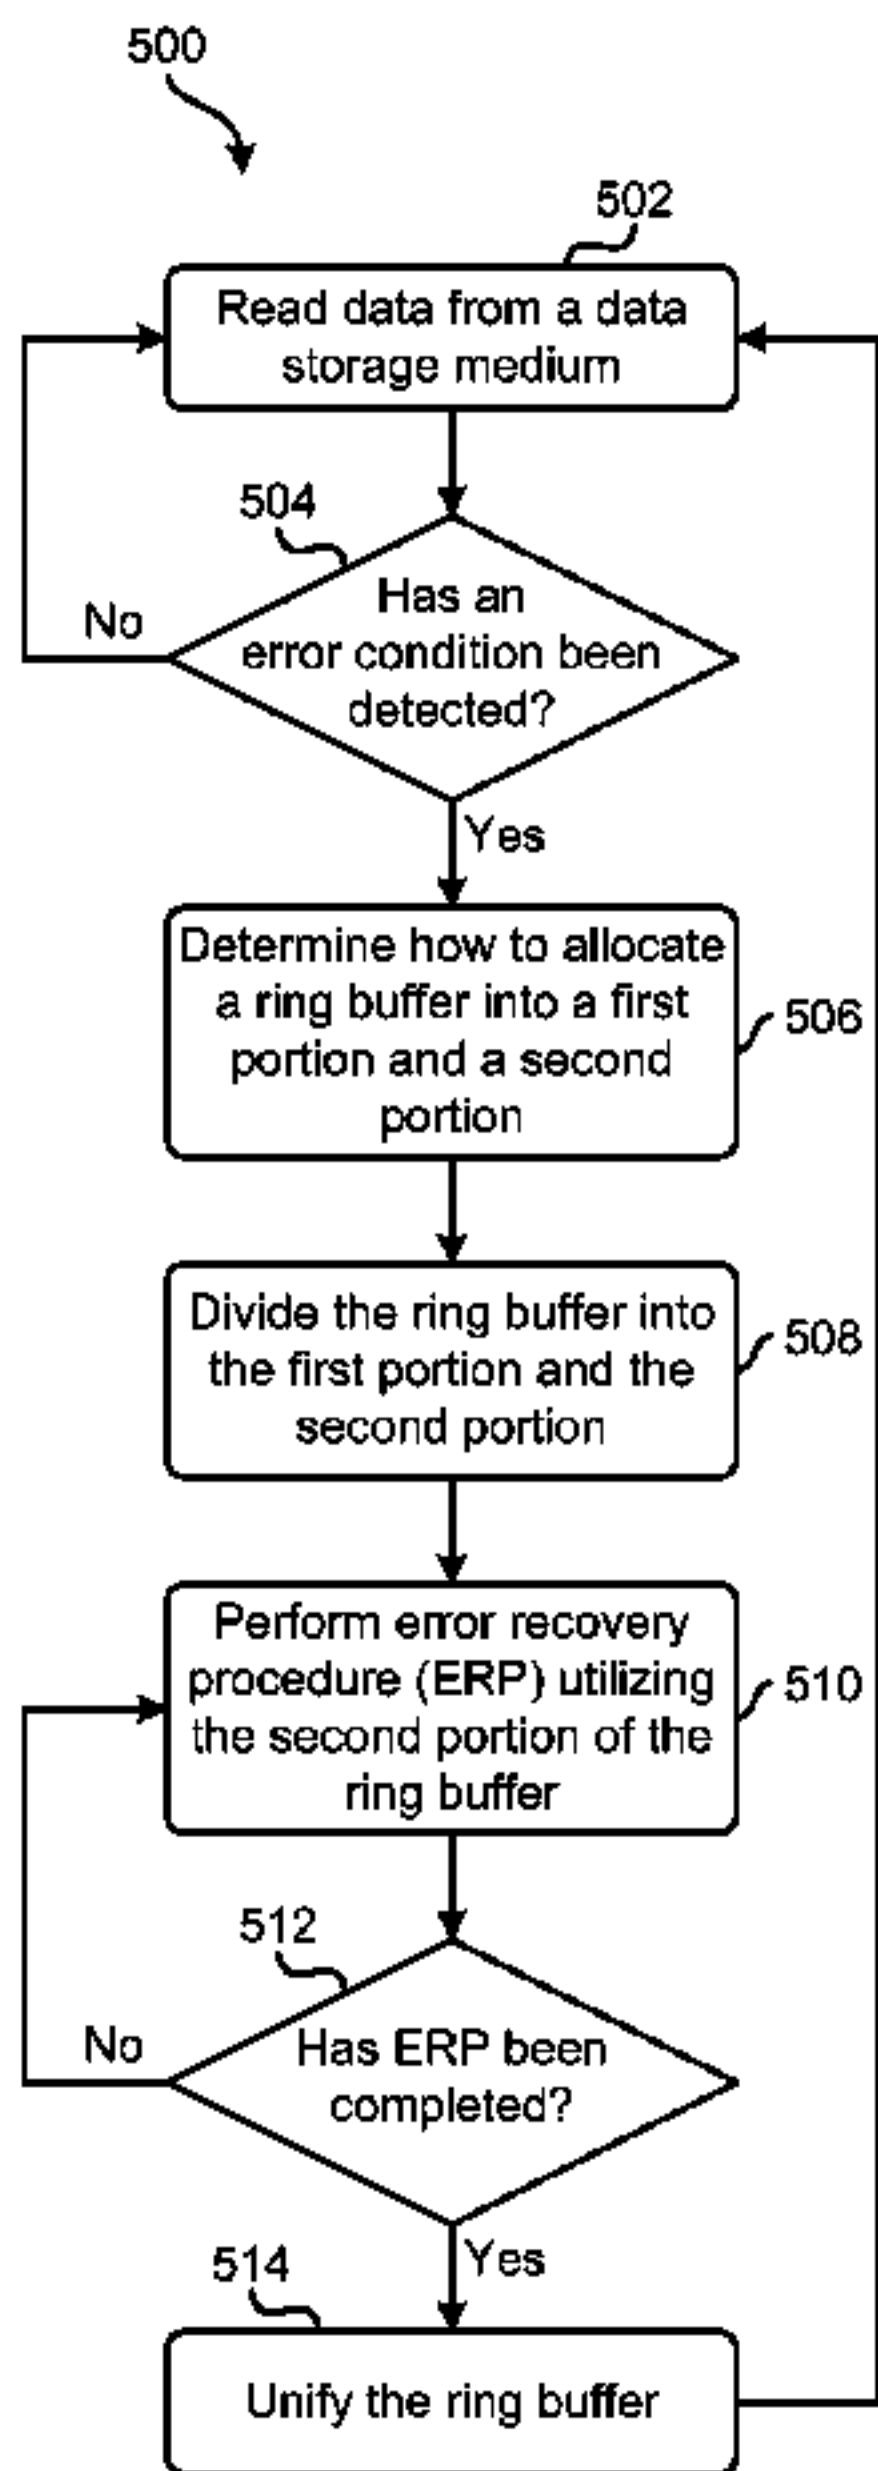 500
502
Read data from a data
storage medium
504
Has an
error condition been
detected?
No
Yes
Determine how to allocate
a ring buffer into a first
portion and a second
portion
506
Divide the ring buffer into
the first portion and the
second portion
508
Perform error recovery
procedure (ERP) utilizing
the second portion of the
ring buffer
510
512
Has ERP been
completed?
No
Yes
514
Unify the ring buffer